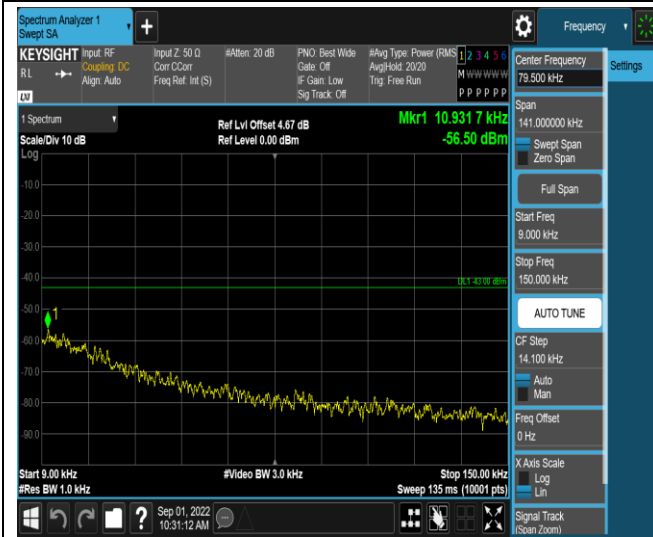 Spectrum Analyzer 1
Swept SA
+
Frequency
KEYSIGHT
RL
LXI
Input: RF
Coupling: DC
Align: Auto
Input Z: 50 Ω
Corr CCorr
Freq Ref: Int (S)
#Atten: 20 dB
PNO: Best Wide
Gate: Off
IF Gain: Low
Sig Track: Off
#Avg Type: Power (RMS
Avg|Hold: 20/20
Trig: Free Run
1 2 3 4 5 6
M W W W W W
P P P P P P
1 Spectrum
Scale/Div 10 dB
Log
Ref Lvl Offset 4.67 dB
Ref Level 0.00 dBm
Mkr1 10.931 7 kHz
-56.50 dBm
-10.0
-20.0
-30.0
-40.0
-50.0
-60.0
-70.0
-80.0
-90.0
DL1 -43.00 dBm
1
Start 9.00 kHz
#Res BW 1.0 kHz
#Video BW 3.0 kHz
Stop 150.00 kHz
Sweep 135 ms (10001 pts)
Center Frequency
79.500 kHz
Settings
Span
141.000000 kHz
Swept Span
Zero Span
Full Span
Start Freq
9.000 kHz
Stop Freq
150.000 kHz
AUTO TUNE
CF Step
14.100 kHz
Auto
Man
Freq Offset
0 Hz
X Axis Scale
Log
Lin
Signal Track
(Span Zoom)
?
Sep 01, 2022
10:31:12 AM